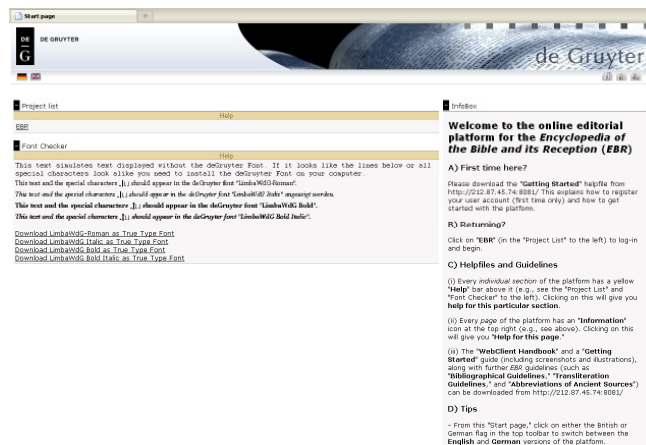 Start page
DE GRUYTER
DE
G
de Gruyter
Project list
Help
EBR
Font Checker
Help
This text simulates text displayed without the deGruyter Font. If it looks like the lines below or all
special characters look alike you need to install the deGruyter Font on your computer.
This text and the special characters should appear in the deGruyter font "LimbaWdG-Roman".
This text and the special characters should appear in the deGruyter font "LimbaWdG Italic" angezeigt werden.
This text and the special characters should appear in the deGruyter font "LimbaWdG Bold".
This text and the special characters should appear in the deGruyter font "LimbaWdG Bold Italic".
Download LimbaWdG-Roman as True Type Font
Download LimbaWdG Italic as True Type Font
Download LimbaWdG Bold as True Type Font
Download LimbaWdG Bold Italic as True Type Font
InfoBox
Welcome to the online editorial
platform for the Encyclopedia of
the Bible and its Reception (EBR)
A) First time here?
Please download the "Getting Started" helpfile from
http://212.87.45.74:8081/ This explains how to register
your user account (first time only) and how to get
started with the platform.
B) Returning?
Click on "EBR" (in the "Project List" to the left) to log-in
and begin.
C) Helpfiles and Guidelines
(i) Every individual section of the platform has a yellow
"Help" bar above it (e.g., see the "Project List" and
"Font Checker" to the left). Clicking on this will give you
help for this particular section.
(ii) Every page of the platform has an "Information"
icon at the top right (e.g., see above). Clicking on this
will give you "Help for this page."
(iii) The "WebClient Handbook" and a "Getting
Started" guide (including screenshots and illustrations),
along with further EBR guidelines (such as
"Bibliographical Guidelines," "Transliteration
Guidelines," and "Abbreviations of Ancient Sources")
can be downloaded from http://212.87.45.74:8081/
D) Tips
- From this "Start page," click on either the British or
German flag in the top toolbar to switch between the
English and German versions of the platform.